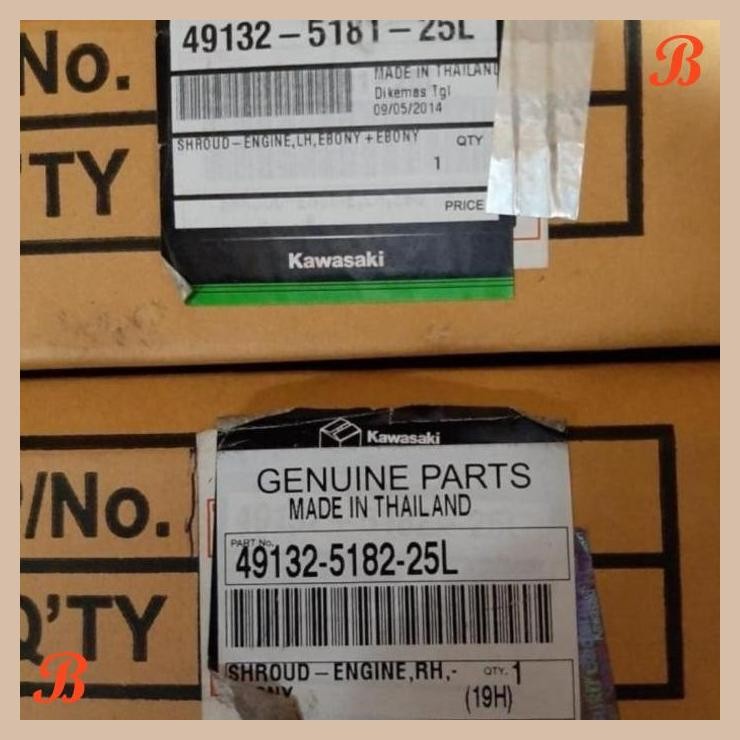 B
/No.
'TY
49132-5181-25L
MADE IN THAILAND
Dikemas Tgl
09/05/2014
SHROUD-ENGINE,LH,EBONY+EBONY QTY
1
PRICE
Kawasaki
Kawasaki
GENUINE PARTS
MADE IN THAILAND
PART No.
49132-5182-25L
/No.
Q'TY
SHROUD-ENGINE,RH,- QTY. 1
(19H)
B